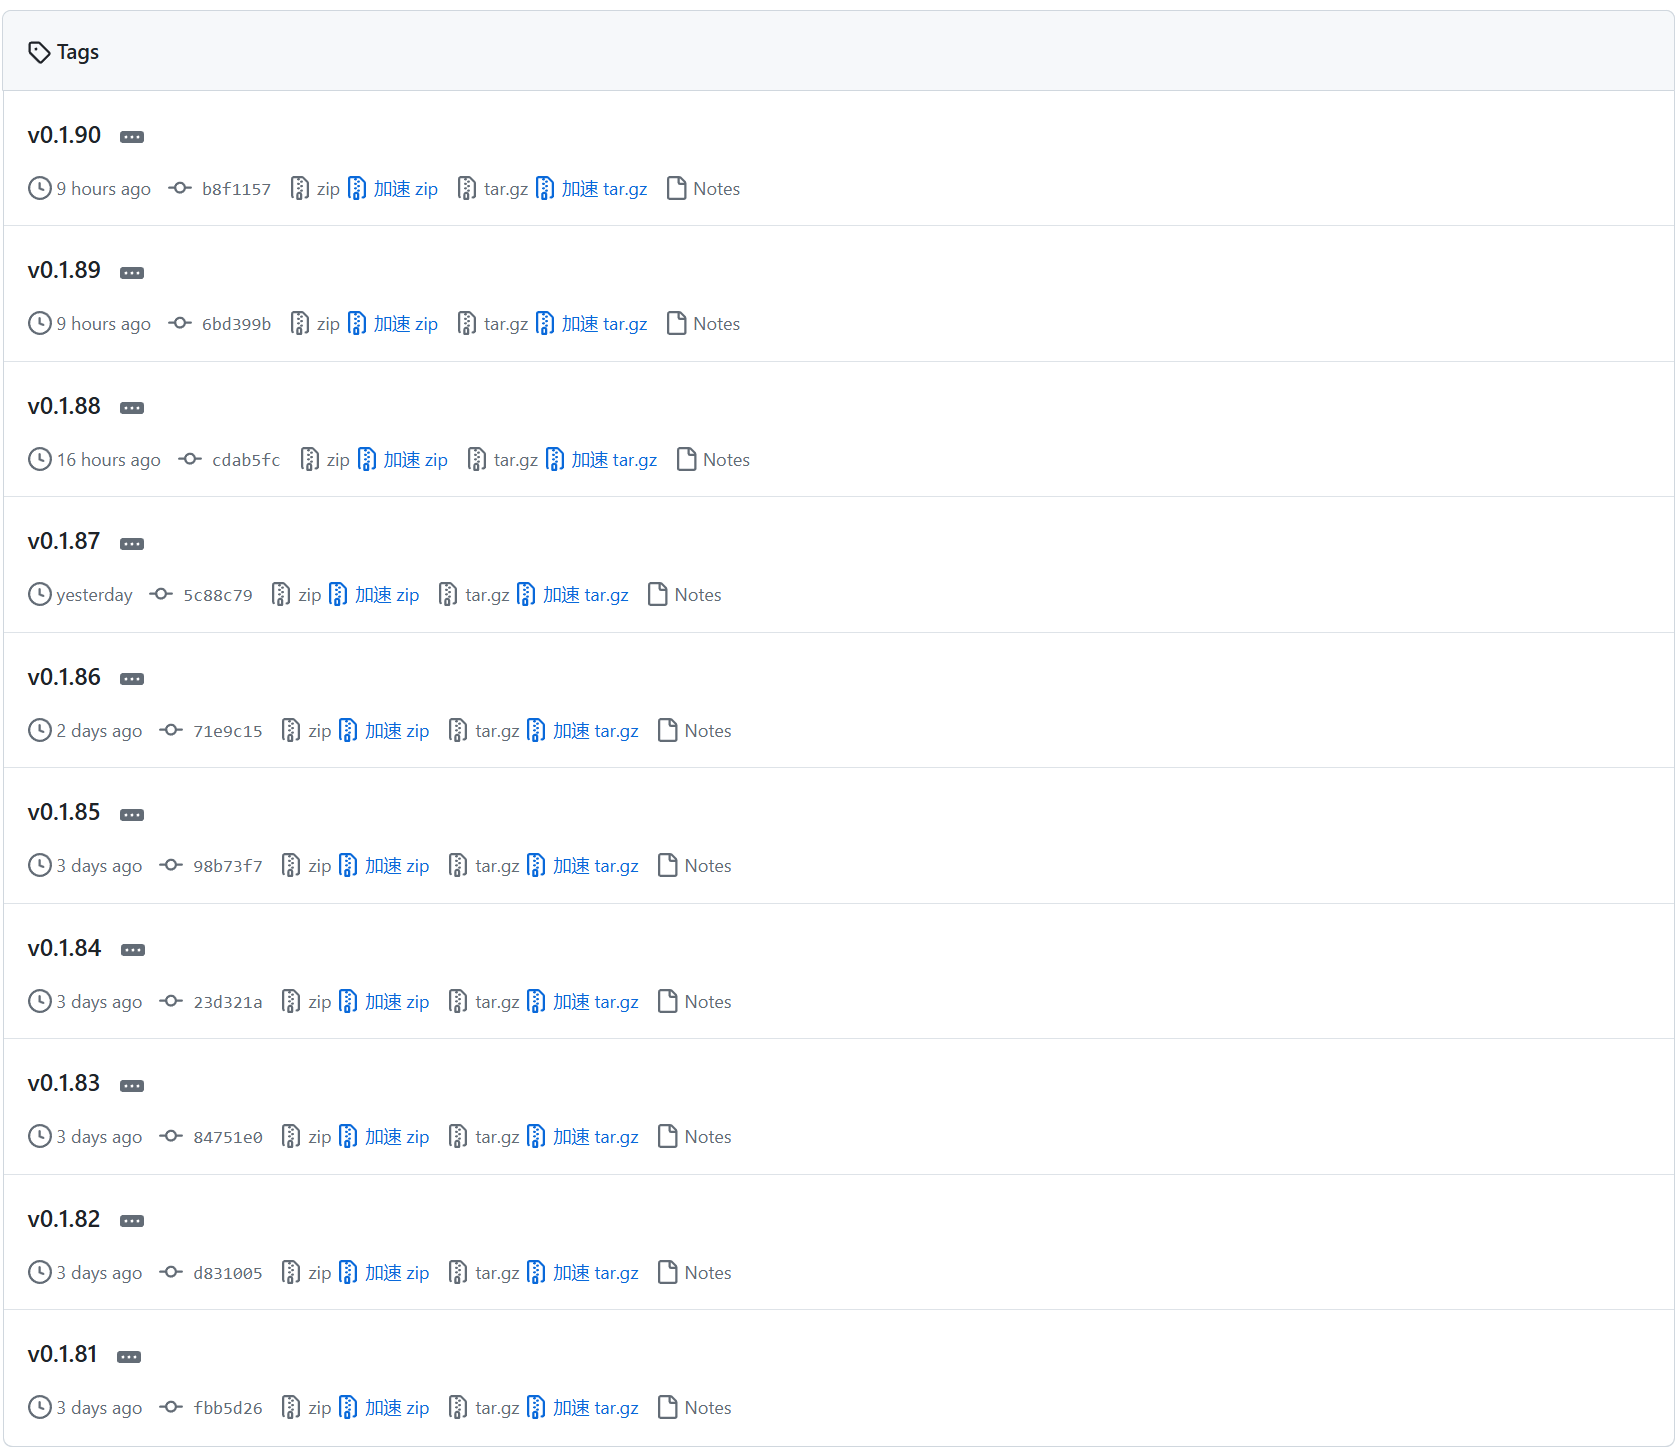 Tags
v0.1.90
9 hours ago b8f1157 zip 加速 zip tar.gz 加速 tar.gz Notes
v0.1.89
9 hours ago 6bd399b zip 加速 zip tar.gz 加速 tar.gz Notes
v0.1.88
16 hours ago cdab5fc zip 加速 zip tar.gz 加速 tar.gz Notes
v0.1.87
yesterday 5c88c79 zip 加速 zip tar.gz 加速 tar.gz Notes
v0.1.86
2 days ago 71e9c15 zip 加速 zip tar.gz 加速 tar.gz Notes
v0.1.85
3 days ago 98b73f7 zip 加速 zip tar.gz 加速 tar.gz Notes
v0.1.84
3 days ago 23d321a zip 加速 zip tar.gz 加速 tar.gz Notes
v0.1.83
3 days ago 84751e0 zip 加速 zip tar.gz 加速 tar.gz Notes
v0.1.82
3 days ago d831005 zip 加速 zip tar.gz 加速 tar.gz Notes
v0.1.81
3 days ago fbb5d26 zip 加速 zip tar.gz 加速 tar.gz Notes